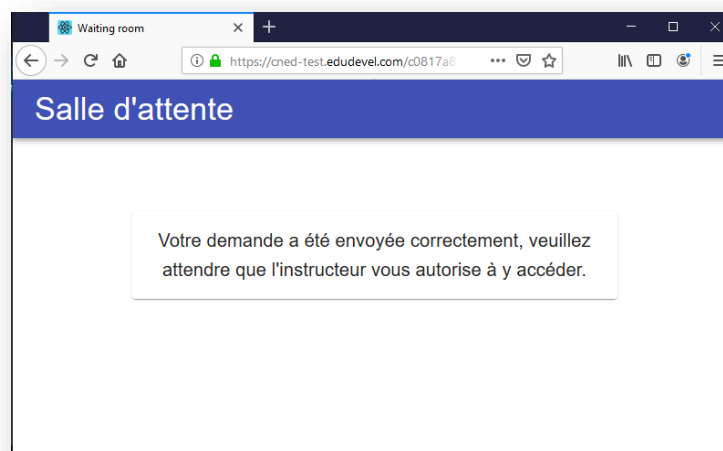 Waiting room
https://cned-test.edudevel.com/c0817a8
Salle d'attente
Votre demande a été envoyée correctement, veuillez
attendre que l'instructeur vous autorise à y accéder.